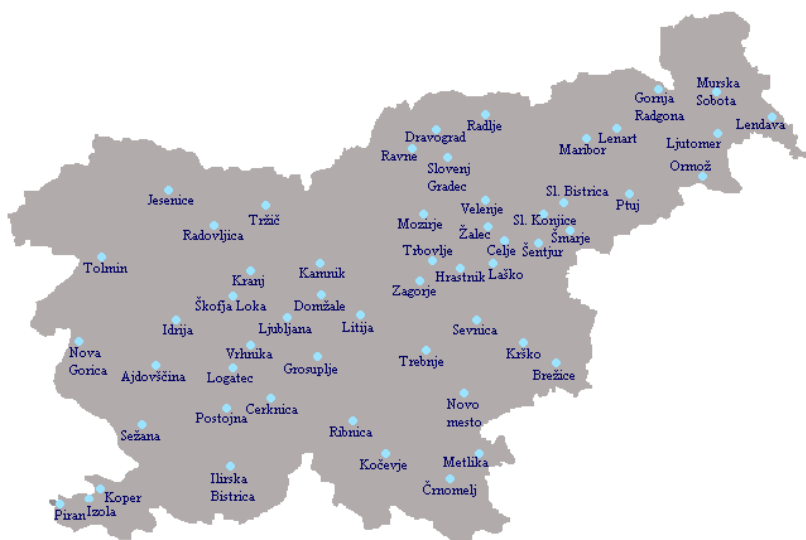 Murska
Sobota
Gornja
Radgona
Radlje
Lendava
Dravograd
Lenart
Ljutomer
Maribor
Ravne
Slovenj
Gradec
Ormož
Sl. Bistrica
Jesenice
Ptuj
Velenje
Tržič
Mozirje
Sl. Konjice
Radovljica
Žalec
Šmarje
Trbovlje
Celje
Šentjur
Tolmin
Kamnik
Hrastnik
Laško
Kranj
Zagorje
Škofja Loka
Domžale
Idrija
Ljubljana
Litija
Sevnica
Nova
Gorica
Vrhnika
Krško
Grosuplje
Trebnje
Ajdovščina
Logatec
Brežice
Novo
mesto
Cerknica
Postojna
Sežana
Ribnica
Kočevje
Metlika
Ilirska
Bistrica
Črnomelj
Koper
Izola
Piran